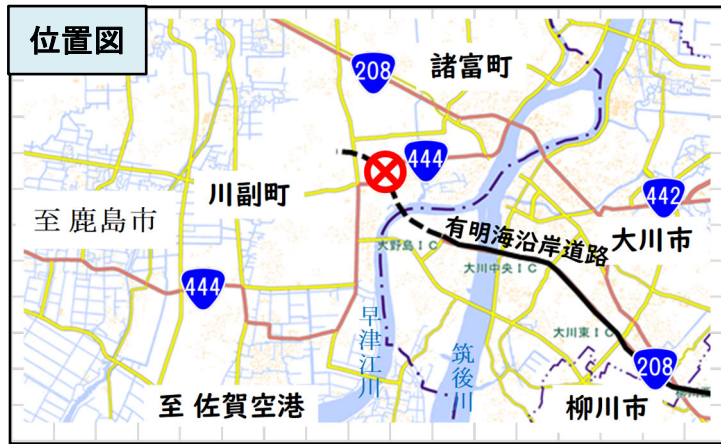 位置図
208
諸富町
444
442
川副町
至 鹿島市
大川市
有明海沿岸道路
大野島IC
大川中央IC
444
大川東IC
早津江川
筑後川
208
至 佐賀空港
柳川市